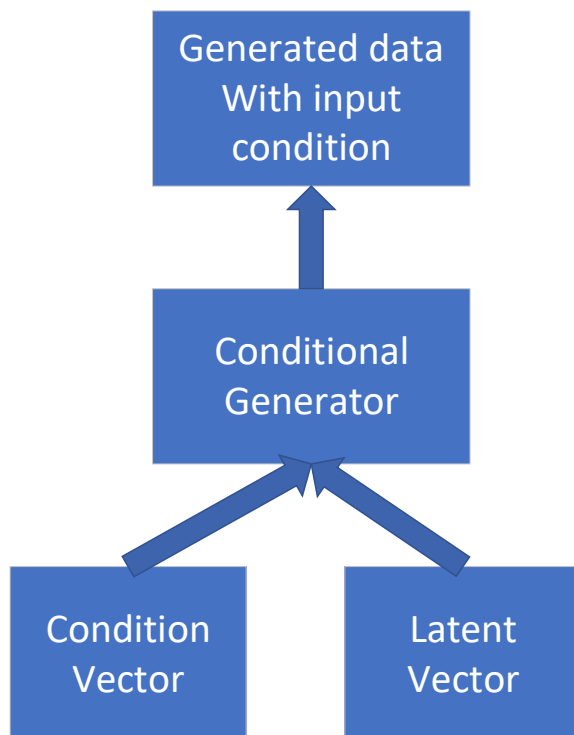 Generated data
With input
condition
Conditional
Generator
Condition
Vector
Latent
Vector